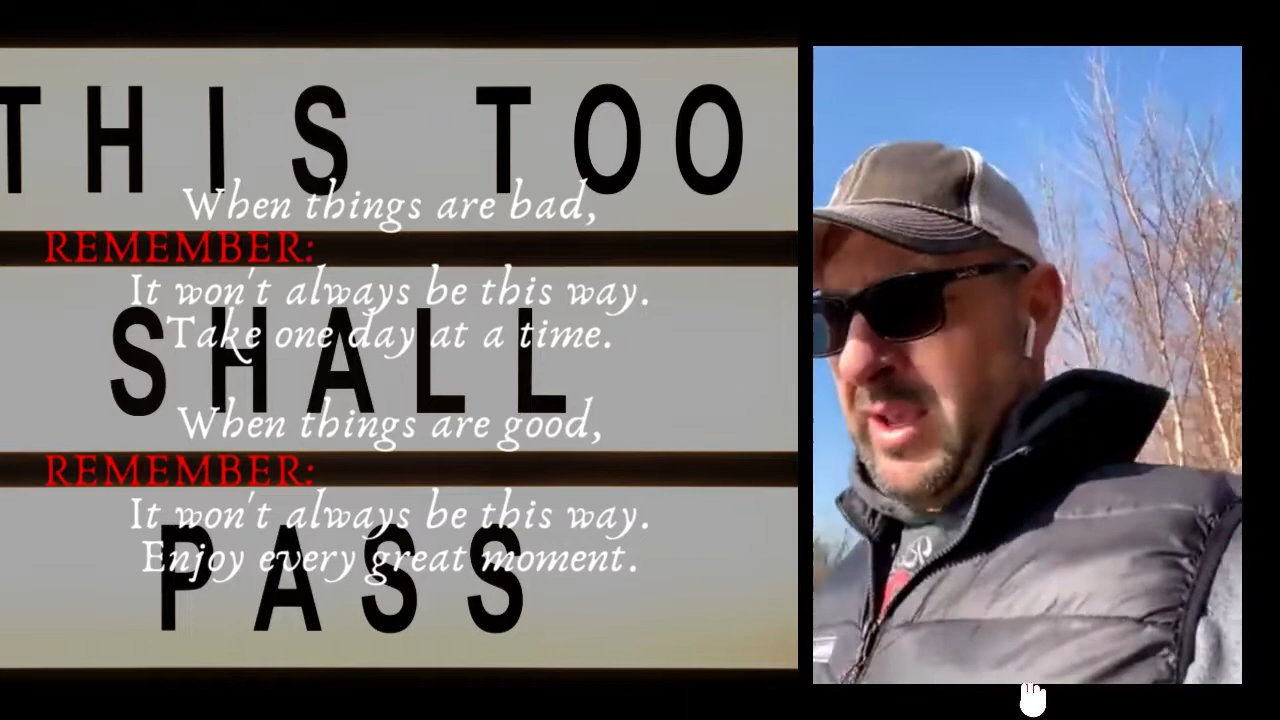 THIS TOO
When things are bad,
REMEMBER:
It won't always be this way.
Take one day at a time.
SHALL
When things are good,
REMEMBER:
It won't always be this way.
Enjoy every great moment.
PASS